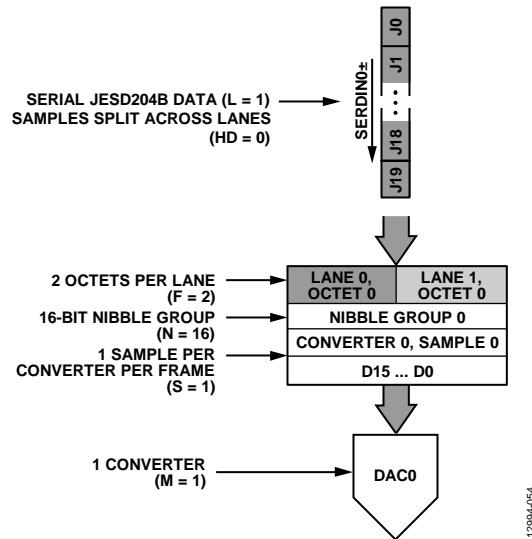 J0
J1
SERDIN0±
SERIAL JESD204B DATA (L = 1)
SAMPLES SPLIT ACROSS LANES
(HD = 0)
J18
J19
2 OCTETS PER LANE
(F = 2)
LANE 0,
OCTET 0
LANE 1,
OCTET 0
16-BIT NIBBLE GROUP
(N = 16)
NIBBLE GROUP 0
1 SAMPLE PER
CONVERTER PER FRAME
(S = 1)
CONVERTER 0, SAMPLE 0
D15 ... D0
1 CONVERTER
(M = 1)
DAC0
12994-054